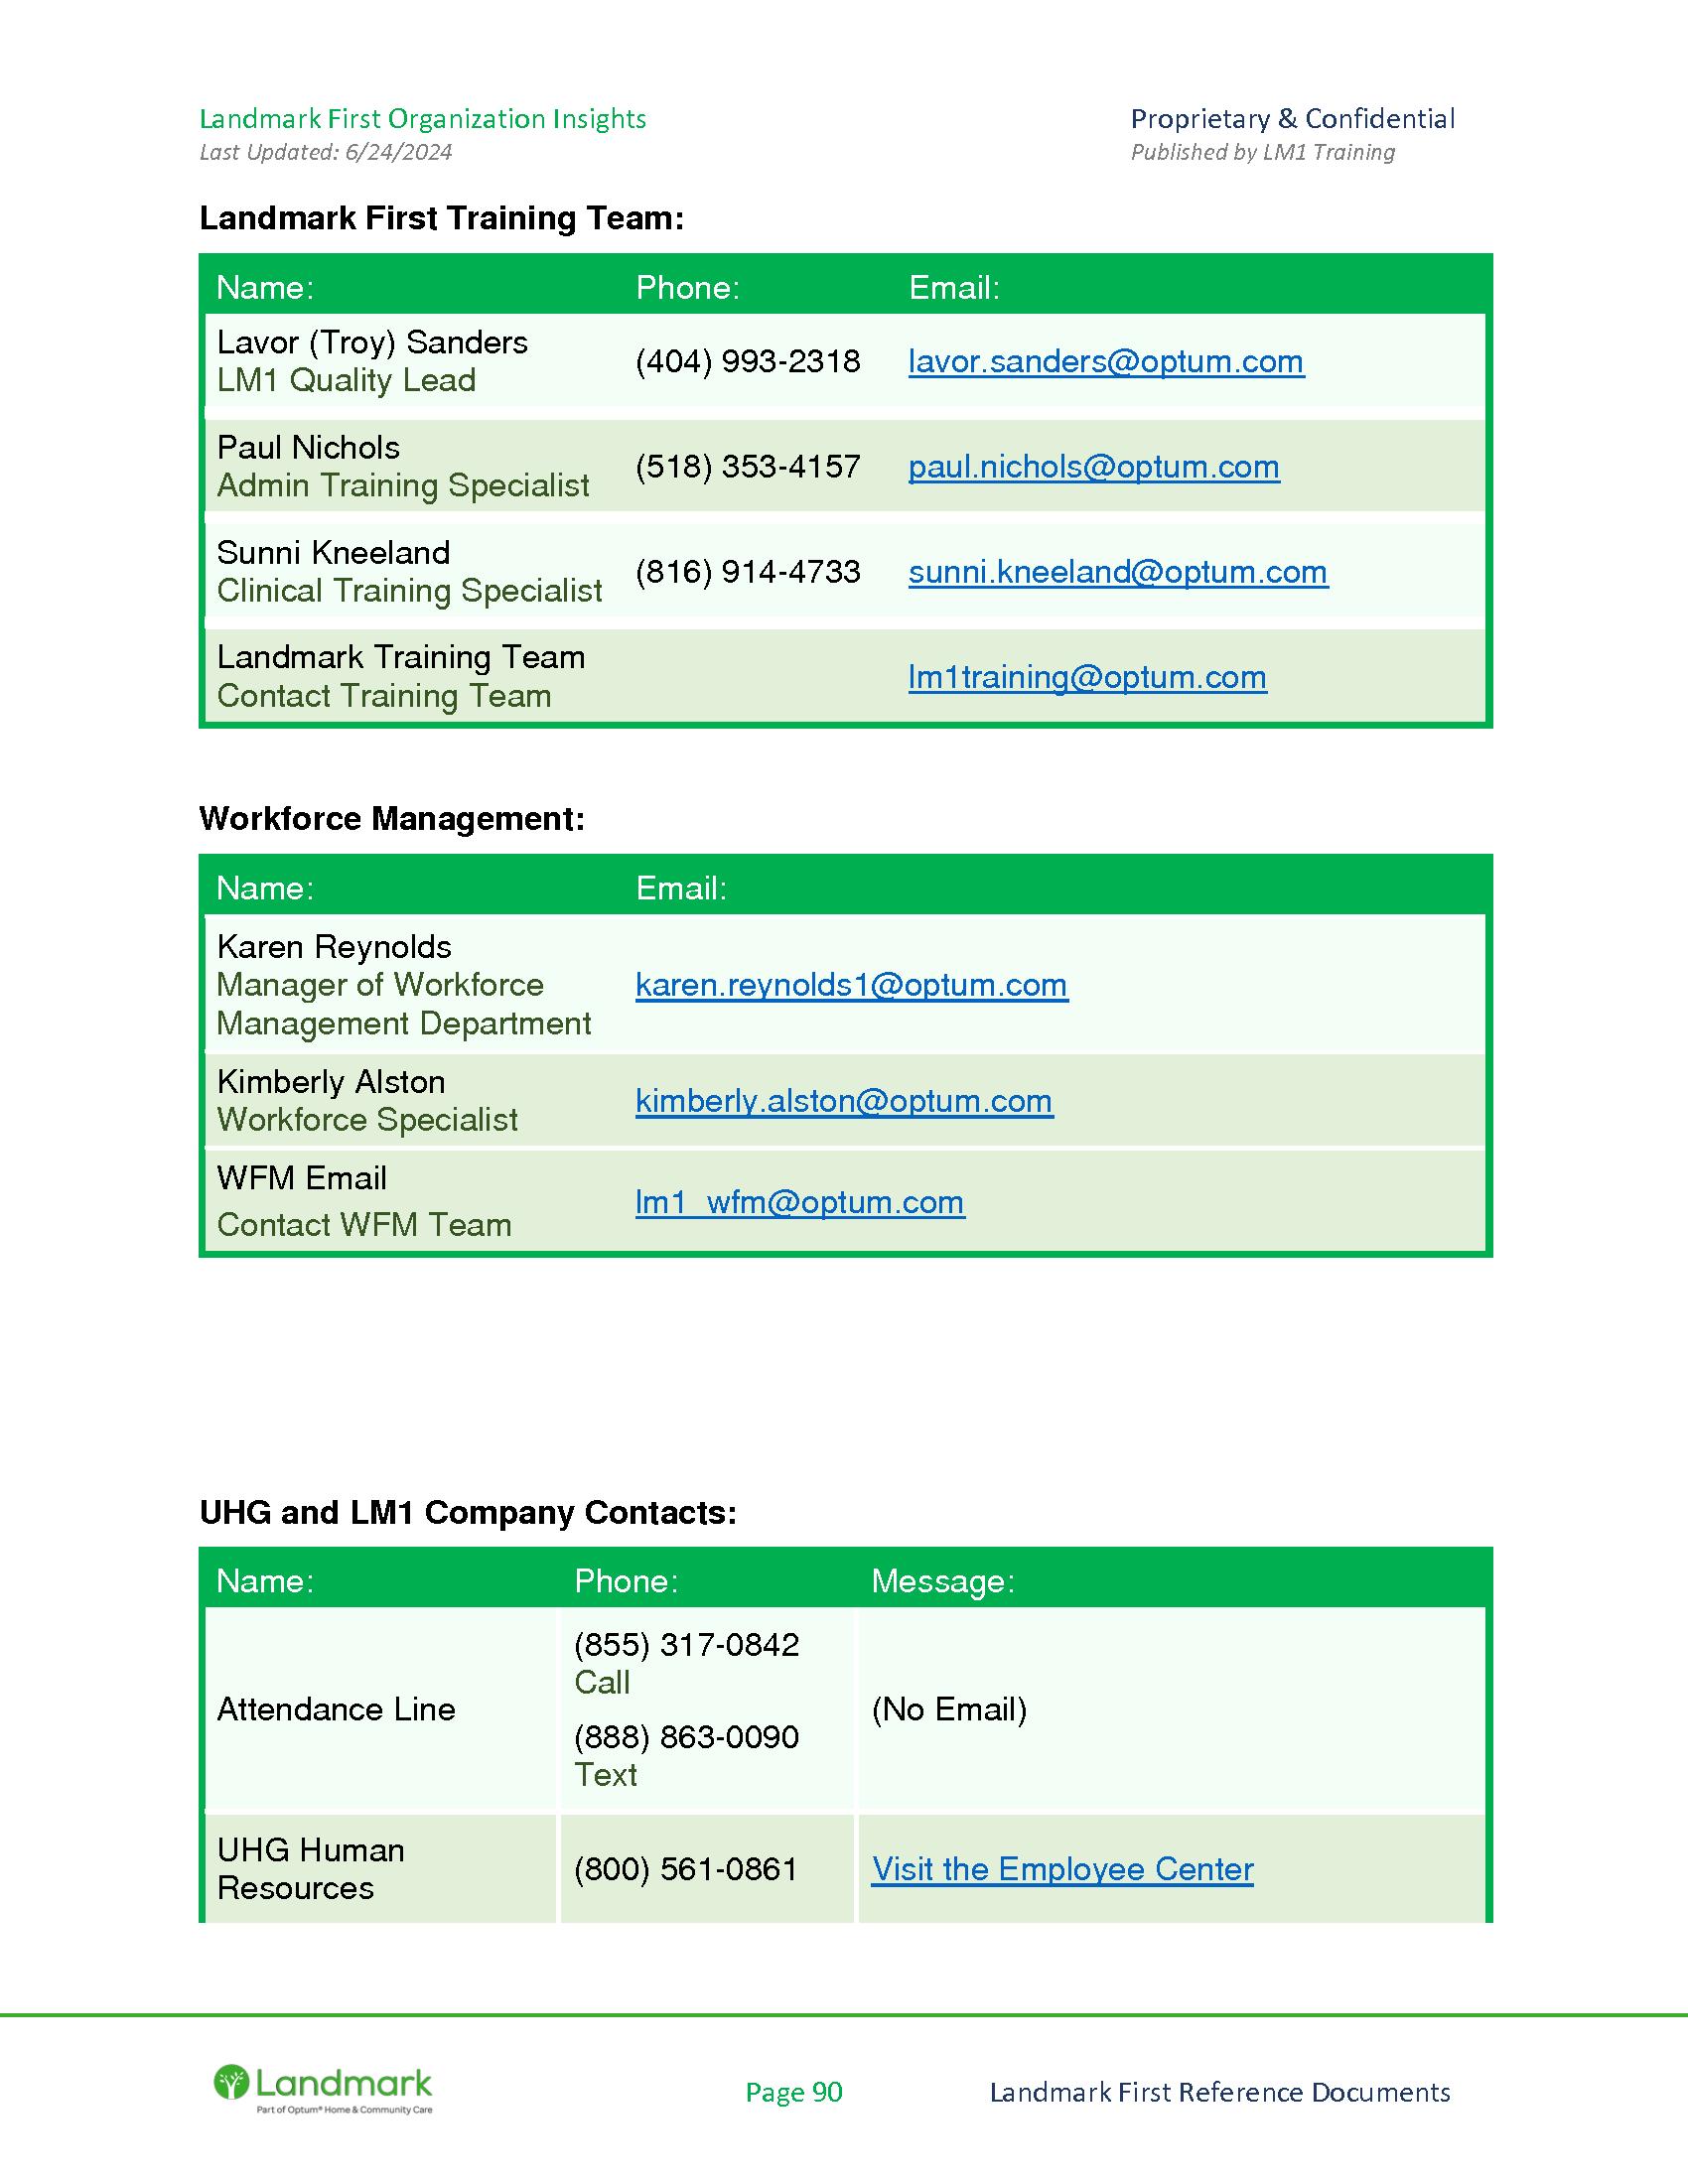 Landmark First Organization Insights
Proprietary & Confidential
Last Updated: 6/24/2024
Published by LM1 Training
Landmark First Training Team:
Name: Phone: Email:
Lavor (Troy) Sanders
LM1 Quality Lead
(404) 993-2318
lavor.sanders@optum.com
Paul Nichols
Admin Training Specialist
(518) 353-4157
paul.nichols@optum.com
Sunni Kneeland
Clinical Training Specialist
(816) 914-4733
sunni.kneeland@optum.com
Landmark Training Team
Contact Training Team
lm1training@optum.com
Workforce Management:
Name: Email:
Karen Reynolds
Manager of Workforce
Management Department
karen.reynolds1@optum.com
Kimberly Alston
Workforce Specialist
kimberly.alston@optum.com
WFM Email
Contact WFM Team
lm1_wfm@optum.com
UHG and LM1 Company Contacts:
Name: Phone: Message:
Attendance Line
(855) 317-0842
Call
(888) 863-0090
Text
(No Email)
UHG Human
Resources
(800) 561-0861
Visit the Employee Center
Landmark
Part of Optum® Home & Community Care
Page 90
Landmark First Reference Documents